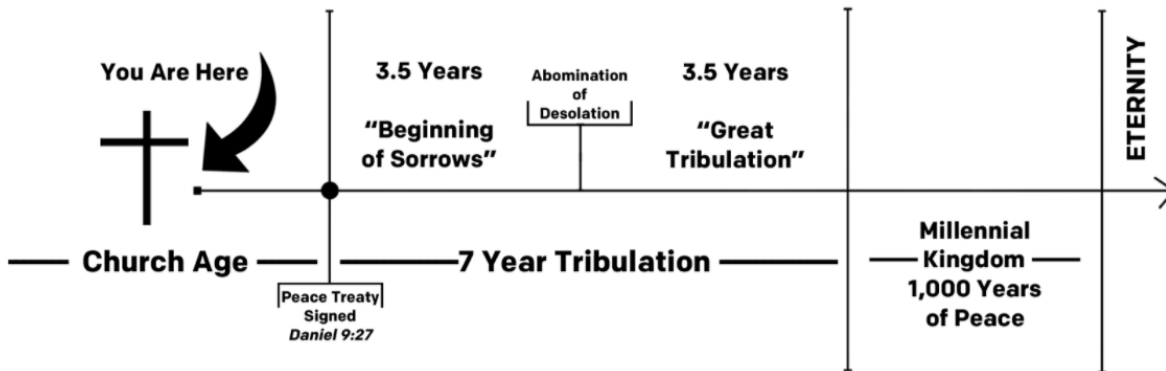 You Are Here
3.5 Years
“Beginning
of Sorrows”
Abomination
of
Desolation
3.5 Years
“Great
Tribulation”
ETERNITY
Church Age
7 Year Tribulation
Peace Treaty
Signed
Daniel 9:27
Millennial
Kingdom
1,000 Years
of Peace